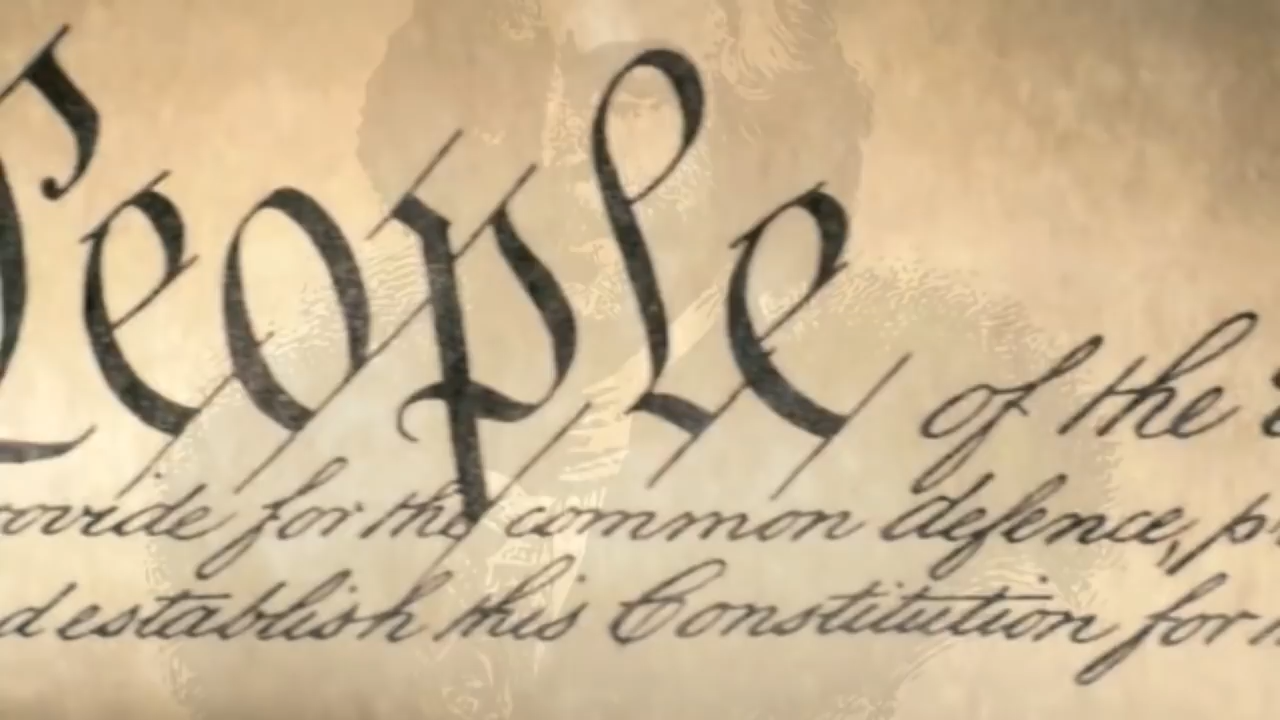 People of the
rovide for the common defence, p
d establish this Constitution for